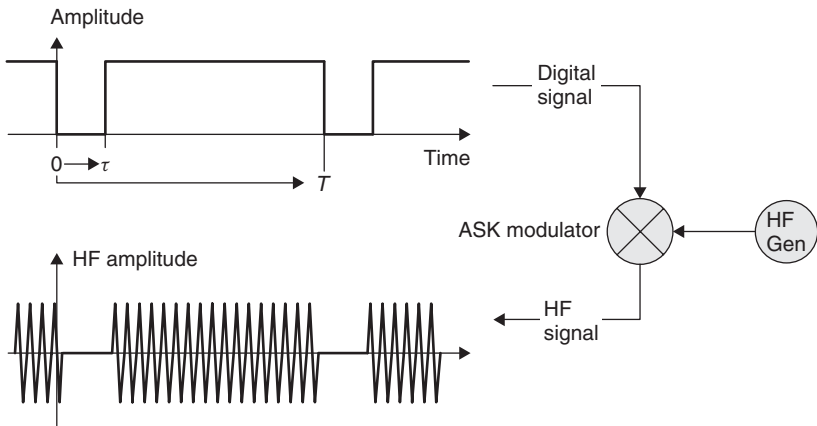 Amplitude
Digital
signal
Time
0
τ
T
ASK modulator
HF
Gen
HF amplitude
HF
signal